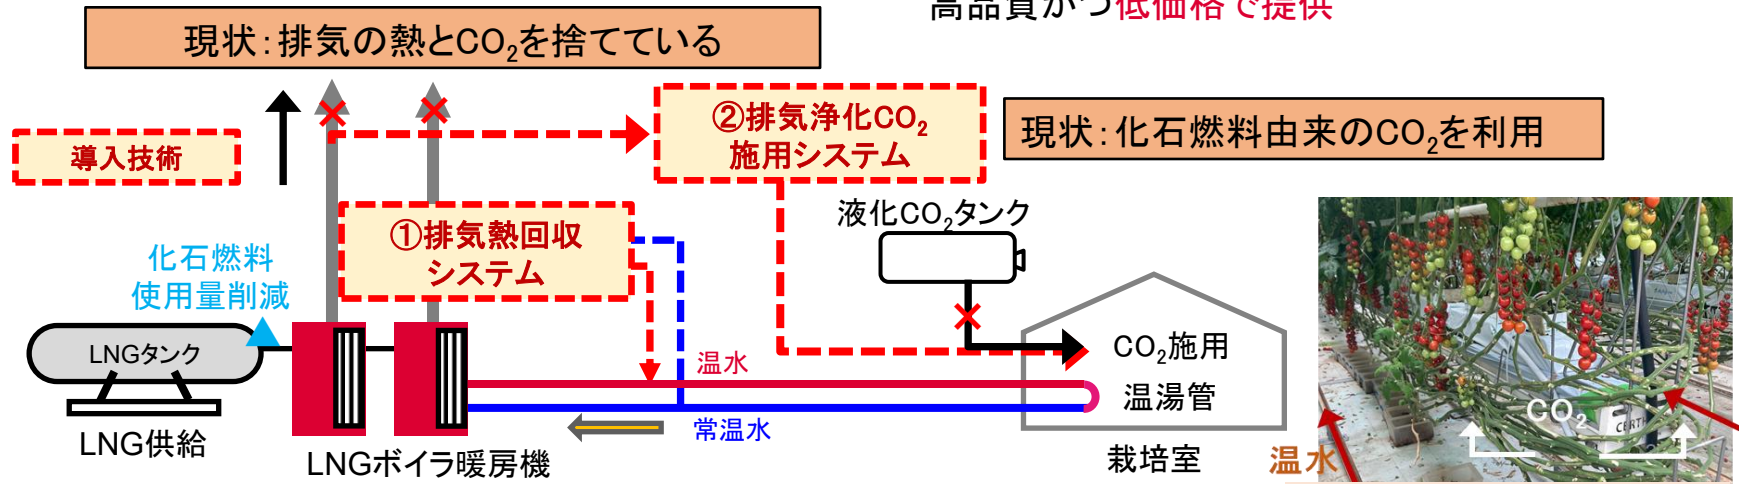 高品質かつ低価格で提供
現状:排気の熱とCO₂を捨てている
②排気浄化CO₂
施用システム
現状:化石燃料由来のCO₂を利用
導入技術
①排気熱回収
システム
液化CO₂タンク
化石燃料
使用量削減
LNGタンク
CO₂施用
温水
温湯管
常温水
LNG供給
LNGボイラ暖房機
栽培室
温水
CO₂
CERTH